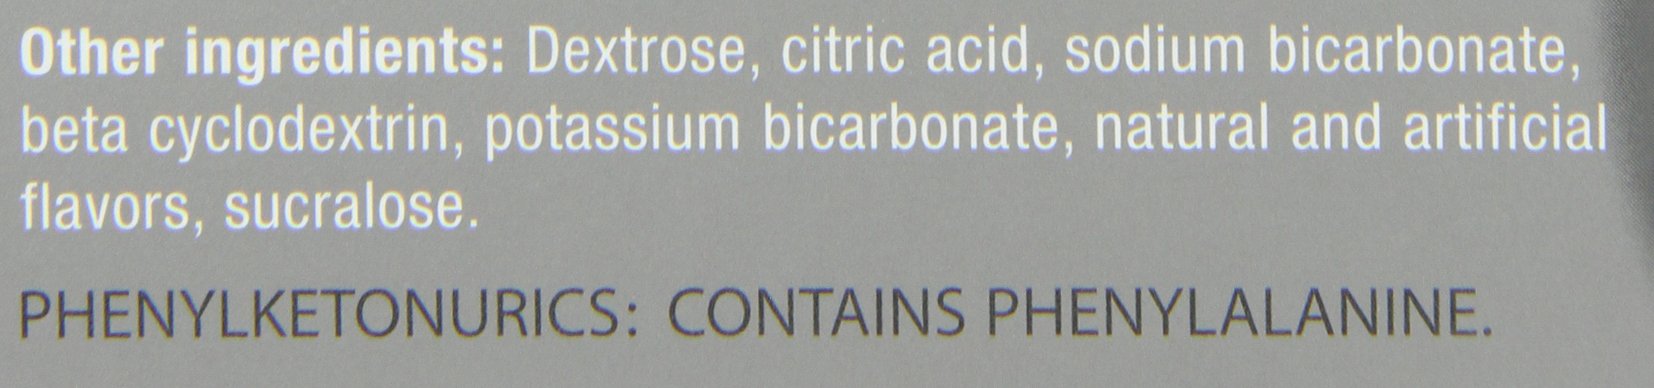 Other ingredients: Dextrose, citric acid, sodium bicarbonate,
beta cyclodextrin, potassium bicarbonate, natural and artificial
flavors, sucralose.
PHENYLKETONURICS: CONTAINS PHENYLALANINE.